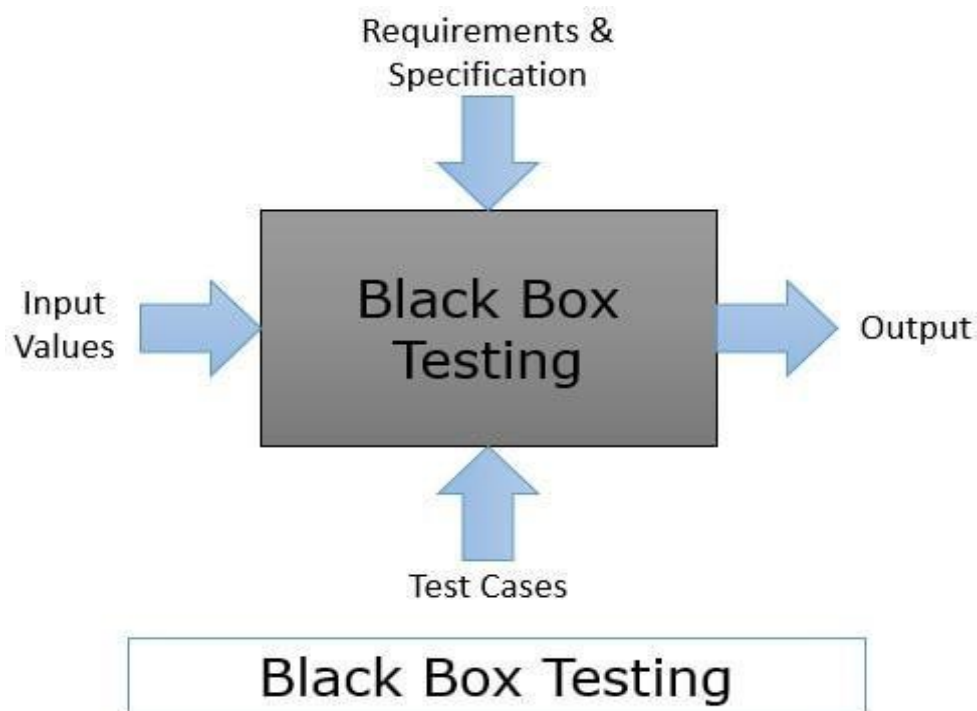 Requirements &
Specification
Input
Values
Black Box
Testing
Output
Test Cases
Black Box Testing